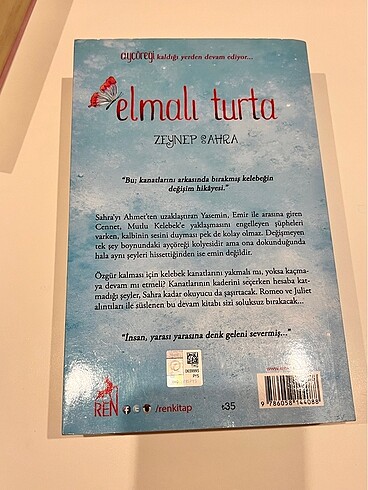 ayçöreği kaldığı yerden devam ediyor...
elmalı turta
ZEYNEP SAHRA
"Bu; kanatlarını arkasında bırakmış kelebeğin
değişim hikâyesi."
Sahra'yı Ahmet'ten uzaklaştıran Yasemin, Emir ile arasına giren
Cennet, Mutlu Kelebek'e yaklaşmasını engelleyen şüpheleri
varken, kalbinin sesini duyması pek de kolay olmaz. Değişmeyen
tek şey boynundaki ayçöreği kolyesidir ama ona dokunduğunda
hala aynı şeyleri hissettiğinden ise emin değildir.
Özgür kalması için kelebek kanatlarını yakmalı mı, yoksa kaçma-
ya devam mı etmeli? Kanatlarının kaderini seçerken hesaba kat-
madığı şeyler, Sahra kadar okuyucu da şaşırtacak. Romeo ve Juliet
alıntıları ile süslenen bu devam kitabı sizi soluksuz bırakacak...
"İnsan, yarası yarasına denk geleni severmiş..."
REN
/renkitap
₺35
9 786058 144088